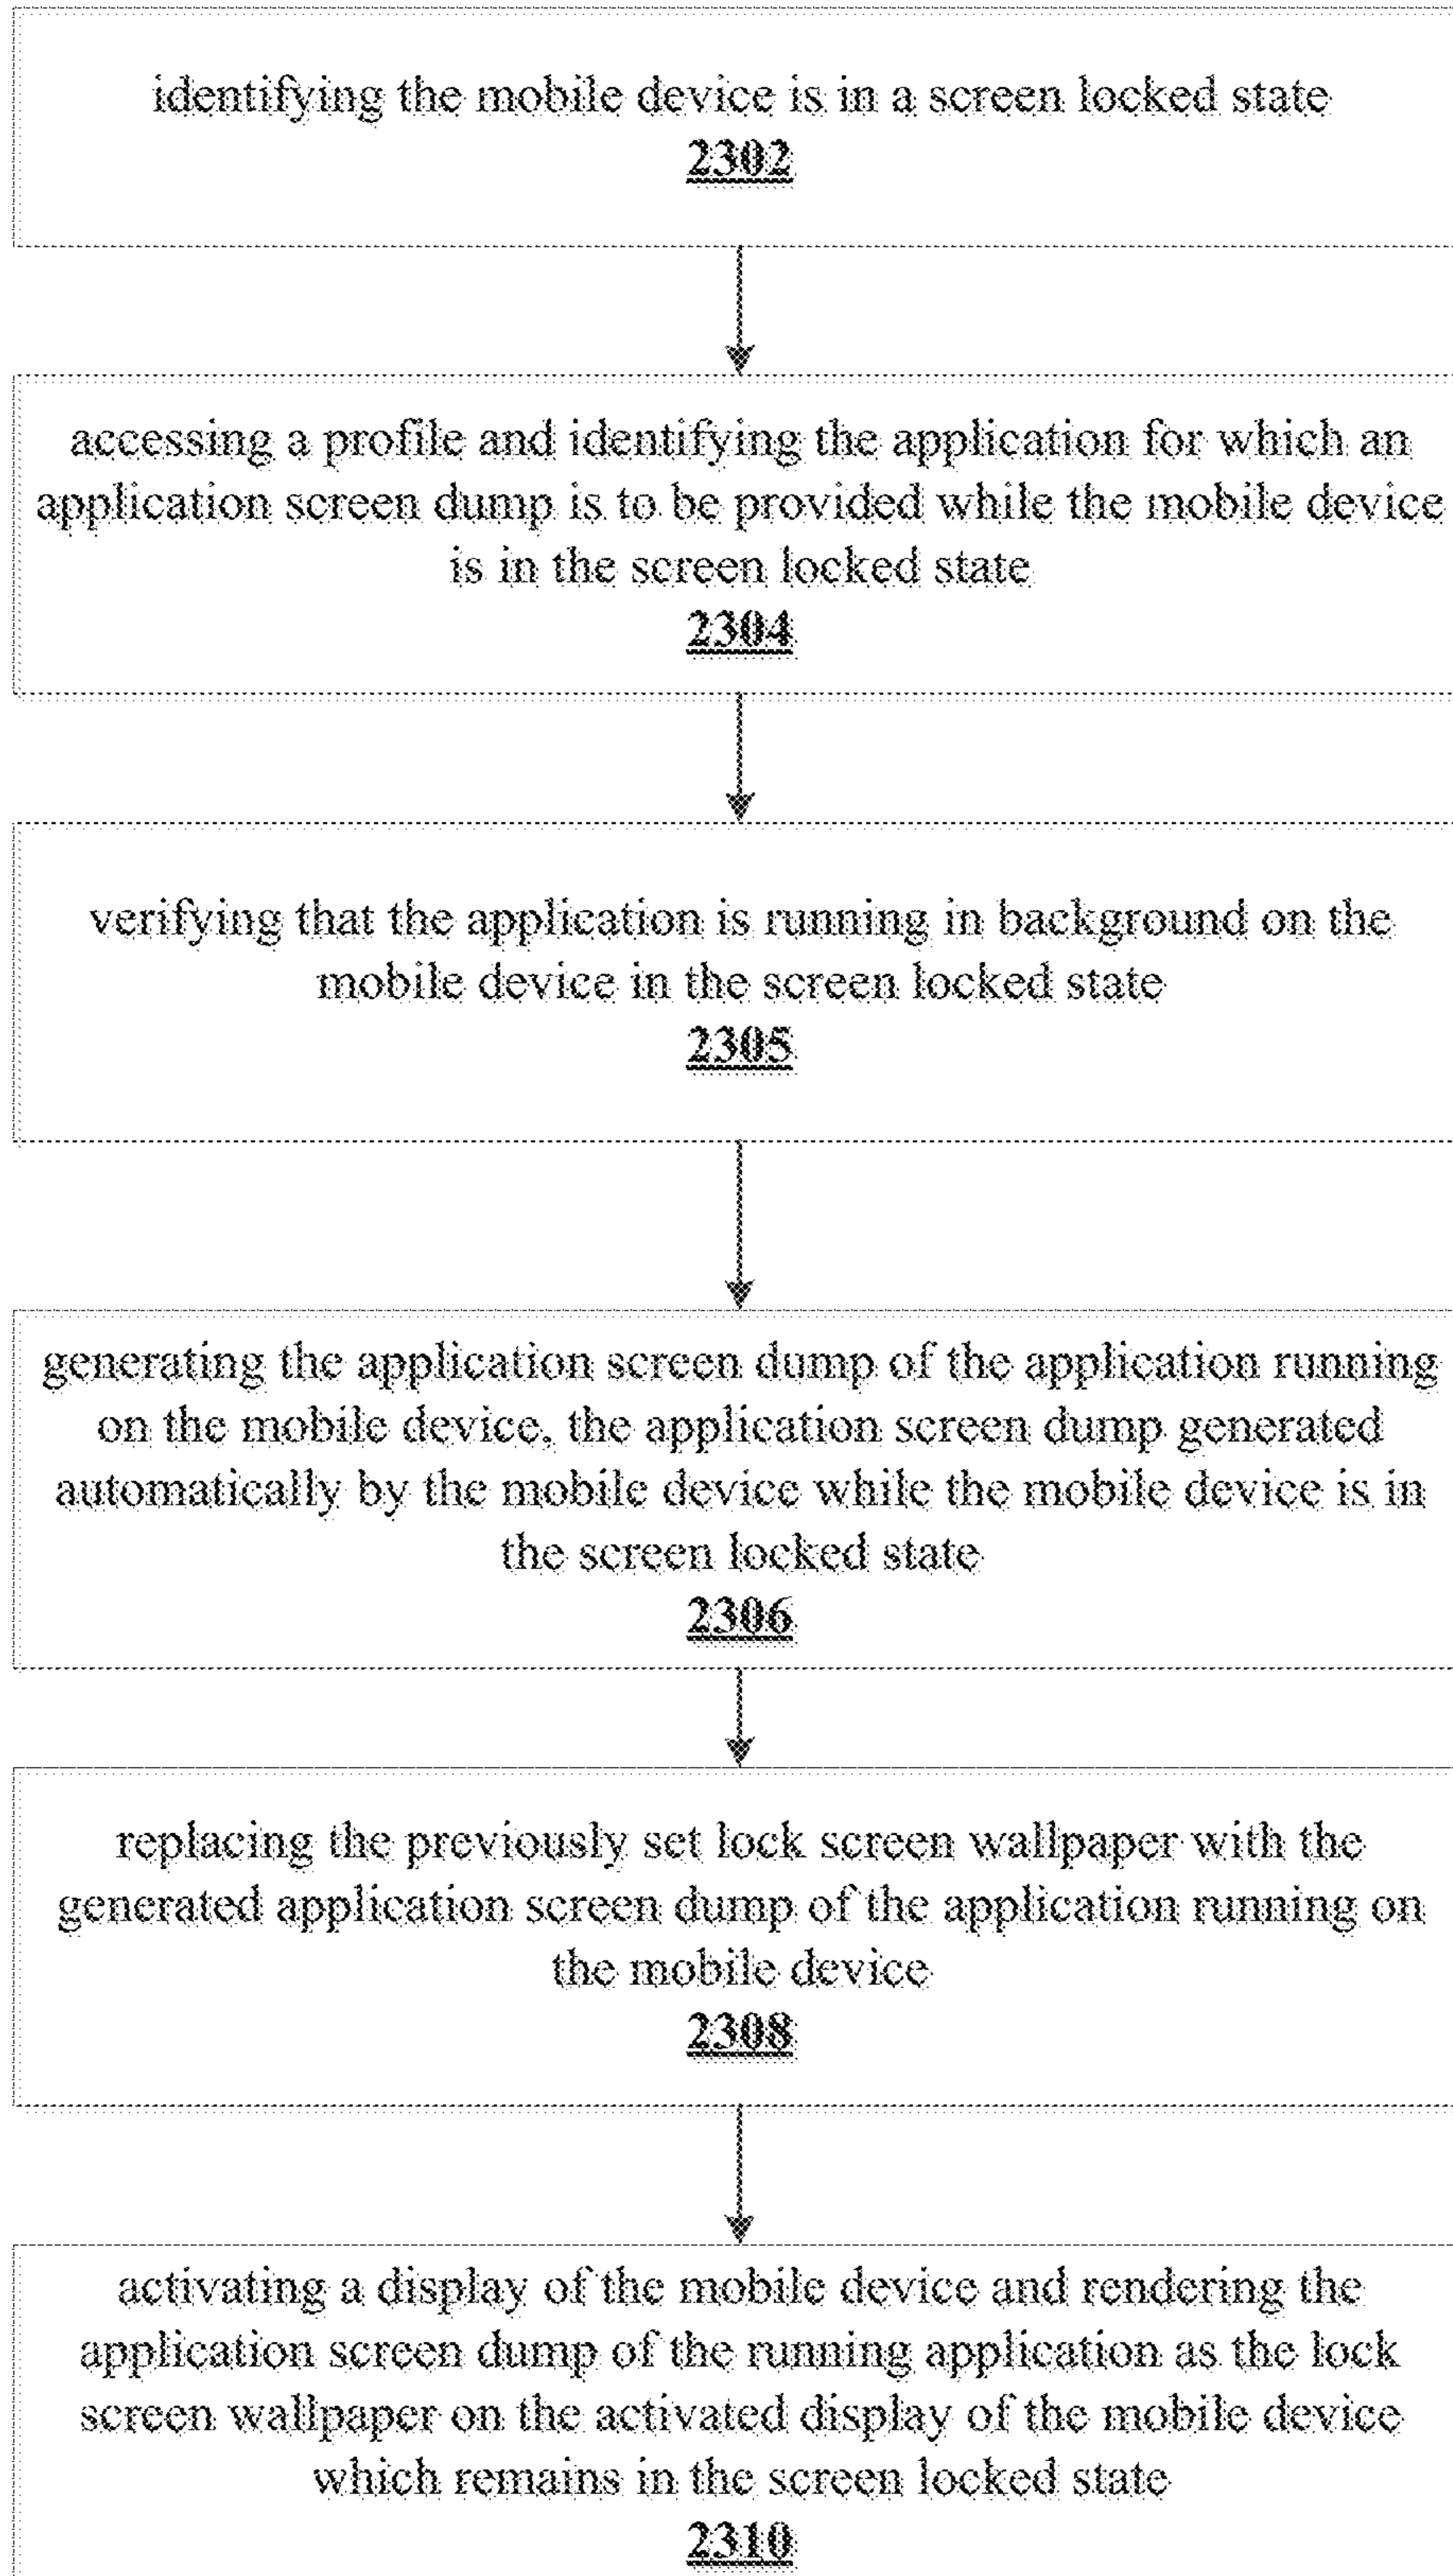 identifying the mobile device is in a screen locked state
2302
accessing a profile and identifying the application for which an
application screen dump is to be provided while the mobile device
is in the screen locked state
2304
verifying that the application is running in background on the
mobile device in the screen locked state
2305
generating the application screen dump of the application running
on the mobile device, the application screen dump generated
automatically by the mobile device while the mobile device is in
the screen locked state
2306
replacing the previously set lock screen wallpaper with the
generated application screen dump of the application running on
the mobile device
2308
activating a display of the mobile device and rendering the
application screen dump of the running application as the lock
screen wallpaper on the activated display of the mobile device
which remains in the screen locked state
2310